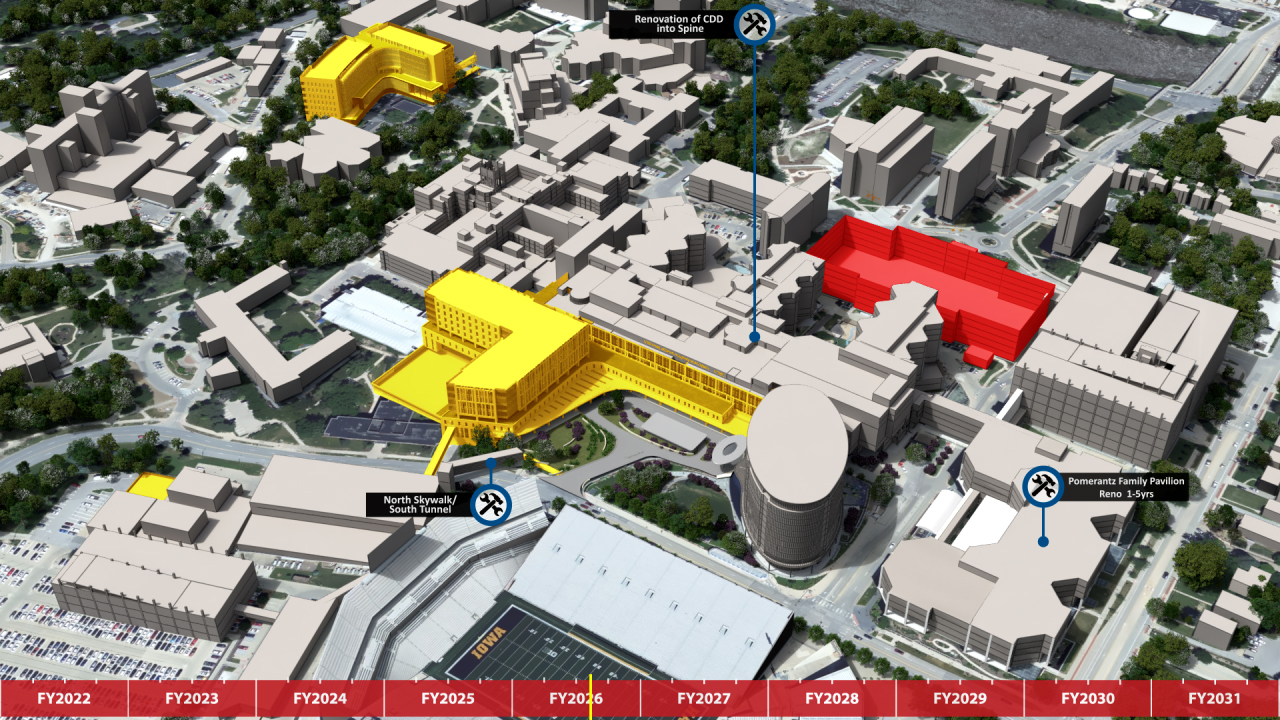 Renovation of CDD
into Spine
North Skywalk/
South Tunnel
Pomerantz Family Pavilion
Reno 1-5yrs
IOWA
FY2022
FY2023
FY2024
FY2025
FY2026
FY2027
FY2028
FY2029
FY2030
FY2031